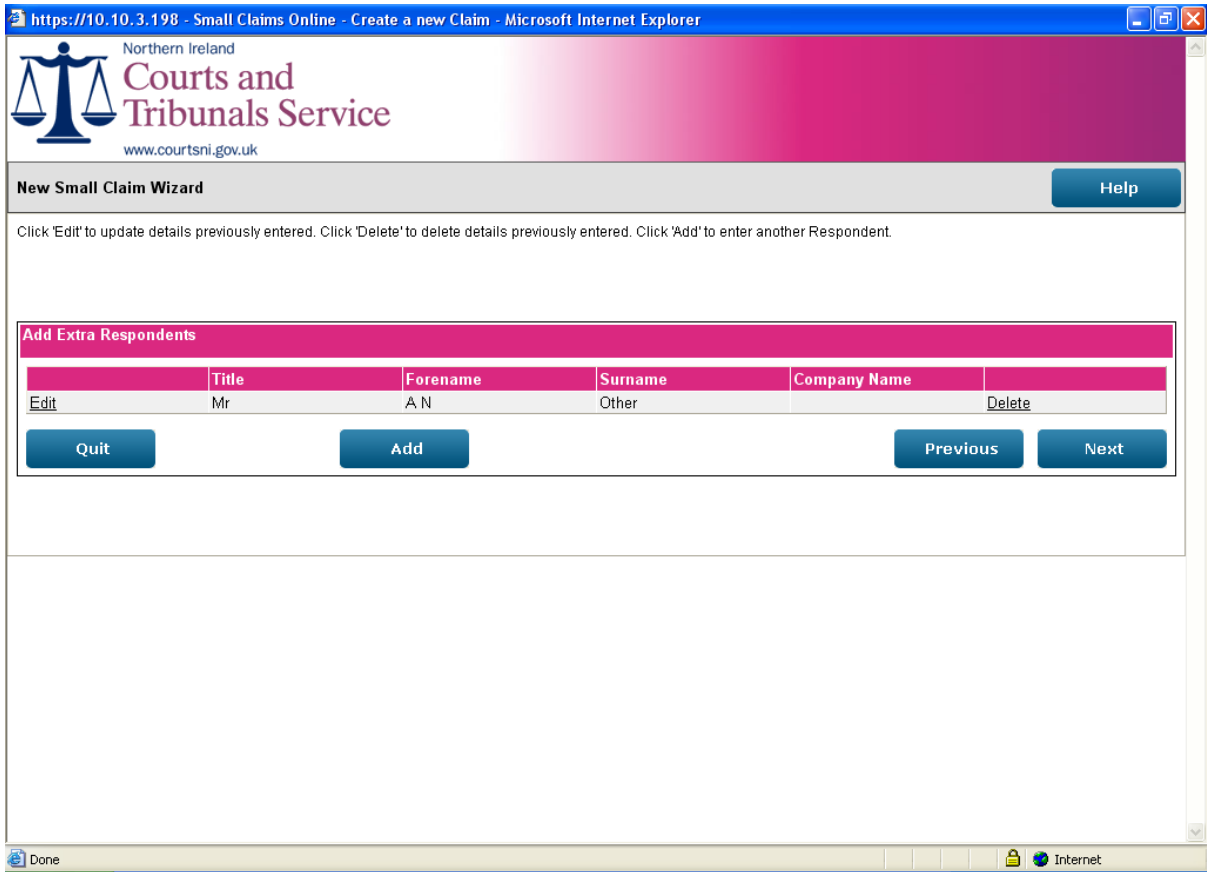 https://10.10.3.198 - Small Claims Online - Create a new Claim - Microsoft Internet Explorer
Northern Ireland
Courts and
Tribunals Service
www.courtsni.gov.uk
New Small Claim Wizard
Help
Click 'Edit' to update details previously entered. Click 'Delete' to delete details previously entered. Click 'Add' to enter another Respondent.
Add Extra Respondents
Title Forename Surname Company Name
Edit Mr A N Other Delete
Quit Add Previous Next
Done Internet